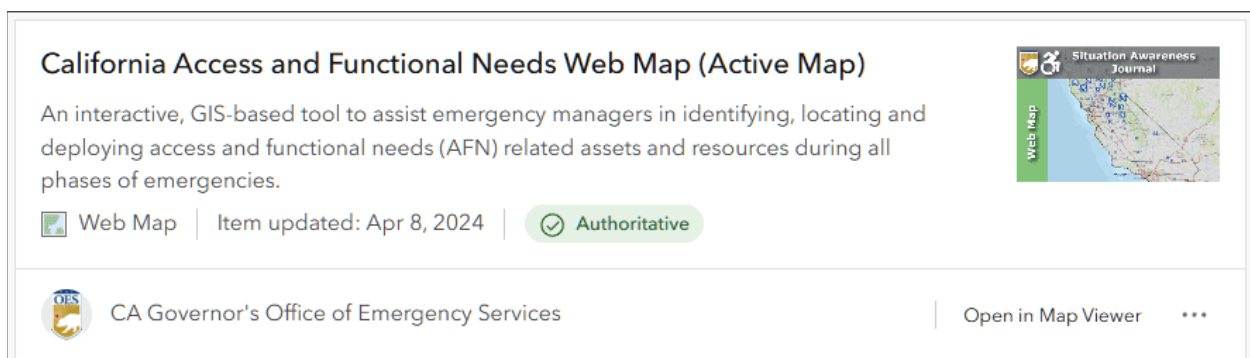 California Access and Functional Needs Web Map (Active Map)
An interactive, GIS-based tool to assist emergency managers in identifying, locating and
deploying access and functional needs (AFN) related assets and resources during all
phases of emergencies.
Web Map
Item updated: Apr 8, 2024
Authoritative
Situation Awareness
Journal
Web Map
OES
CA Governor's Office of Emergency Services
Open in Map Viewer